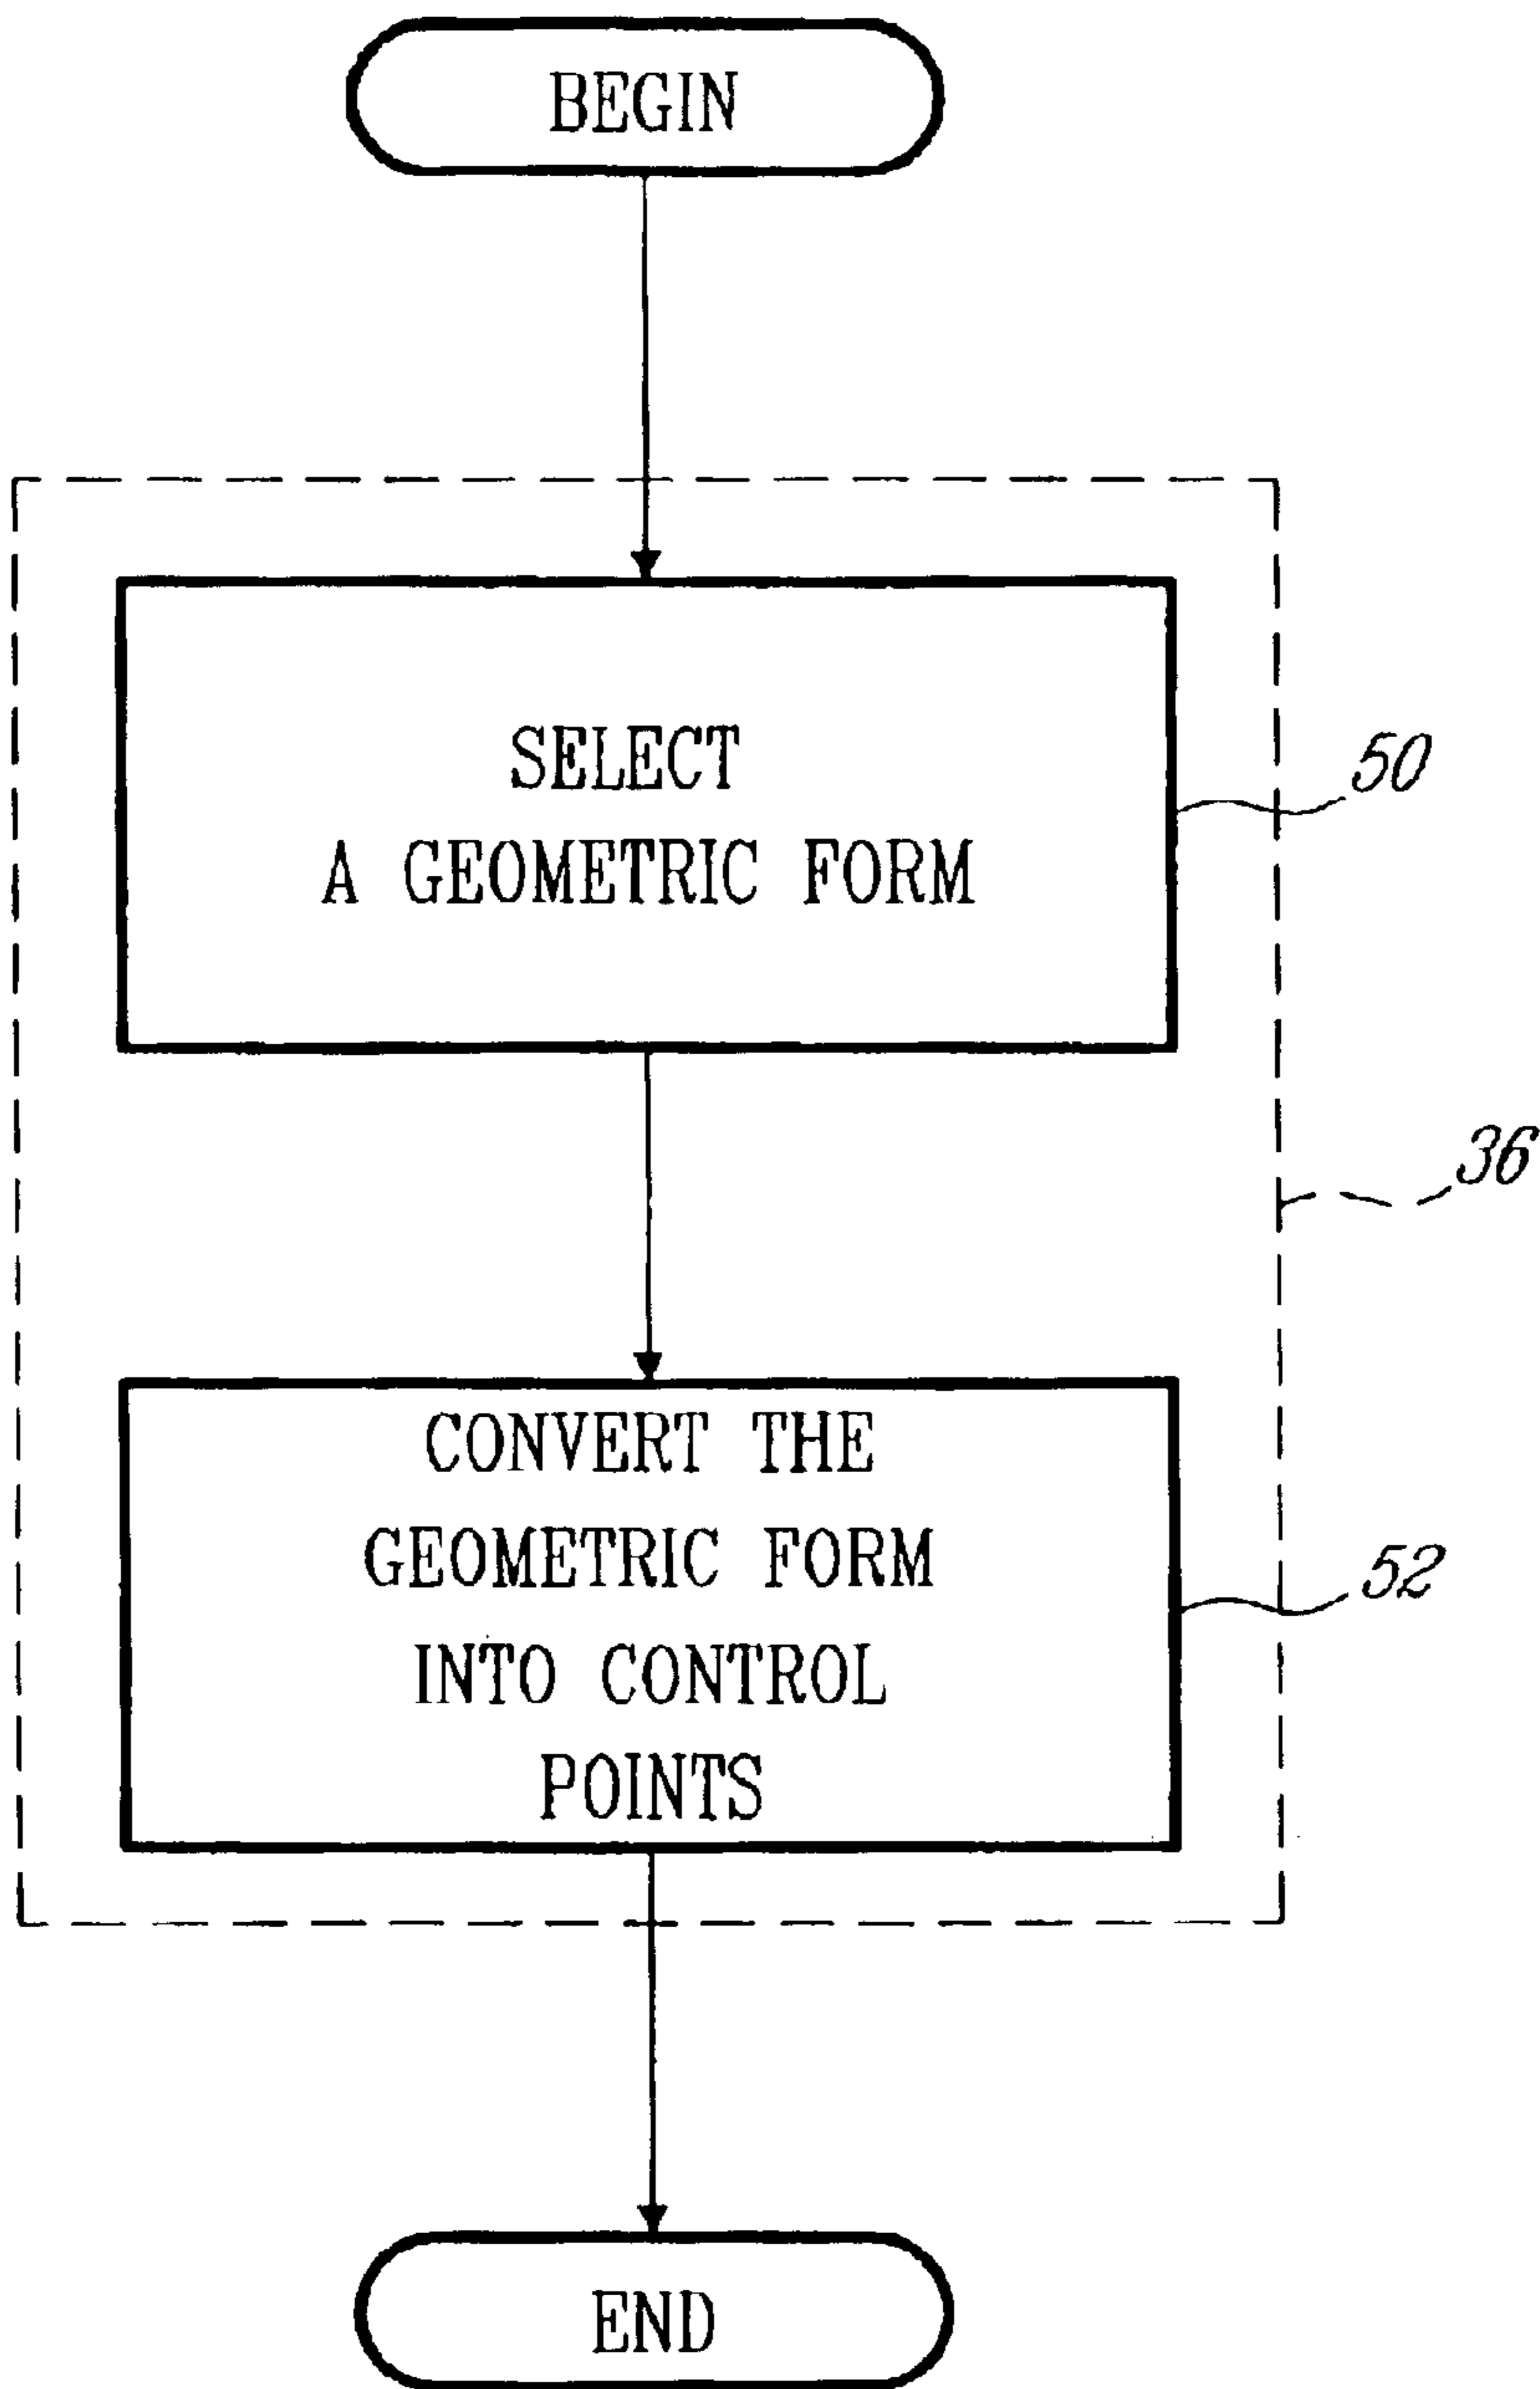 BEGIN
SELECT
A GEOMETRIC FORM
50
36
CONVERT THE
GEOMETRIC FORM
INTO CONTROL
POINTS
52
END